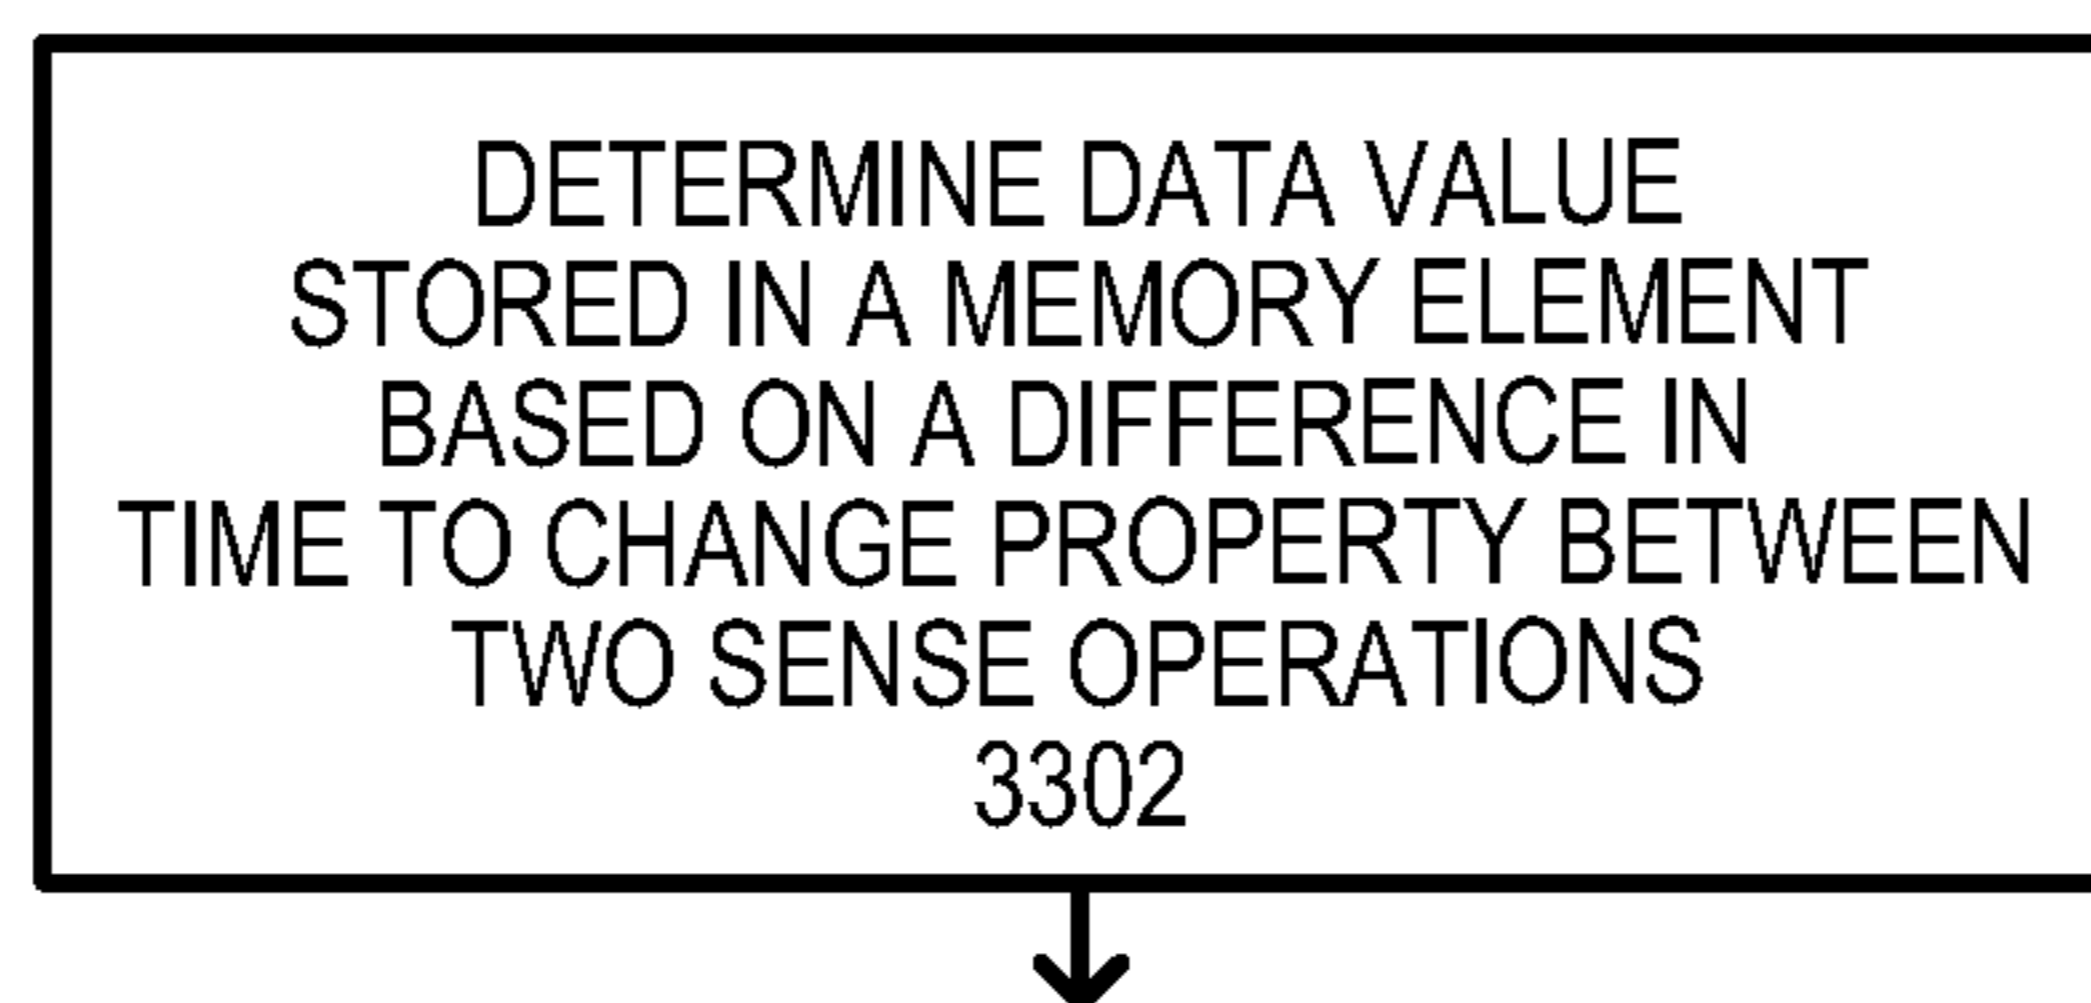 DETERMINE DATA VALUE
STORED IN A MEMORY ELEMENT
BASED ON A DIFFERENCE IN
TIME TO CHANGE PROPERTY BETWEEN
TWO SENSE OPERATIONS
3302